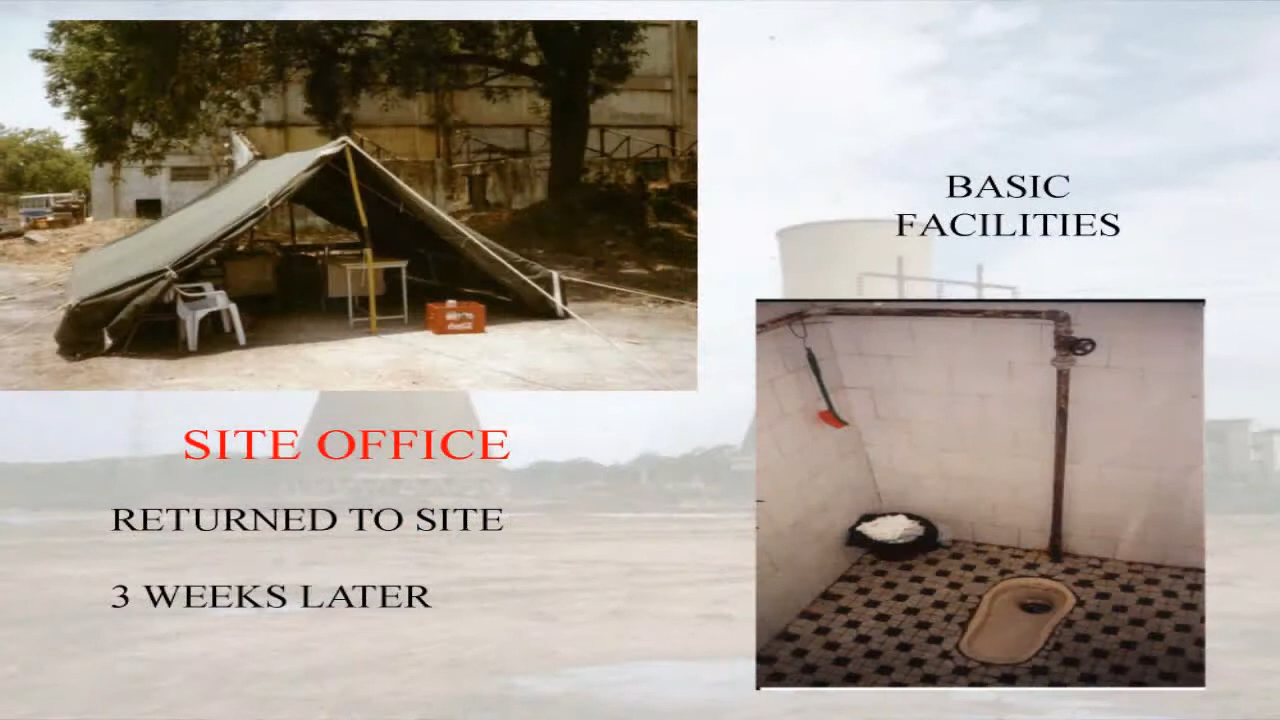 BASIC
FACILITIES
SITE OFFICE
RETURNED TO SITE
3 WEEKS LATER